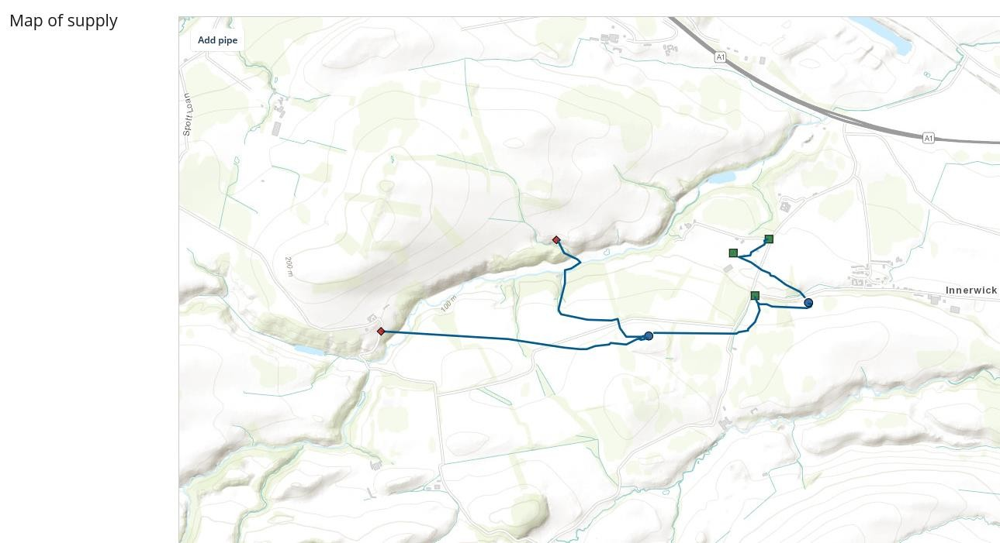 Map of supply
Add pipe
A1
Spott Loan
A1
200 m
Innerwick
100 m